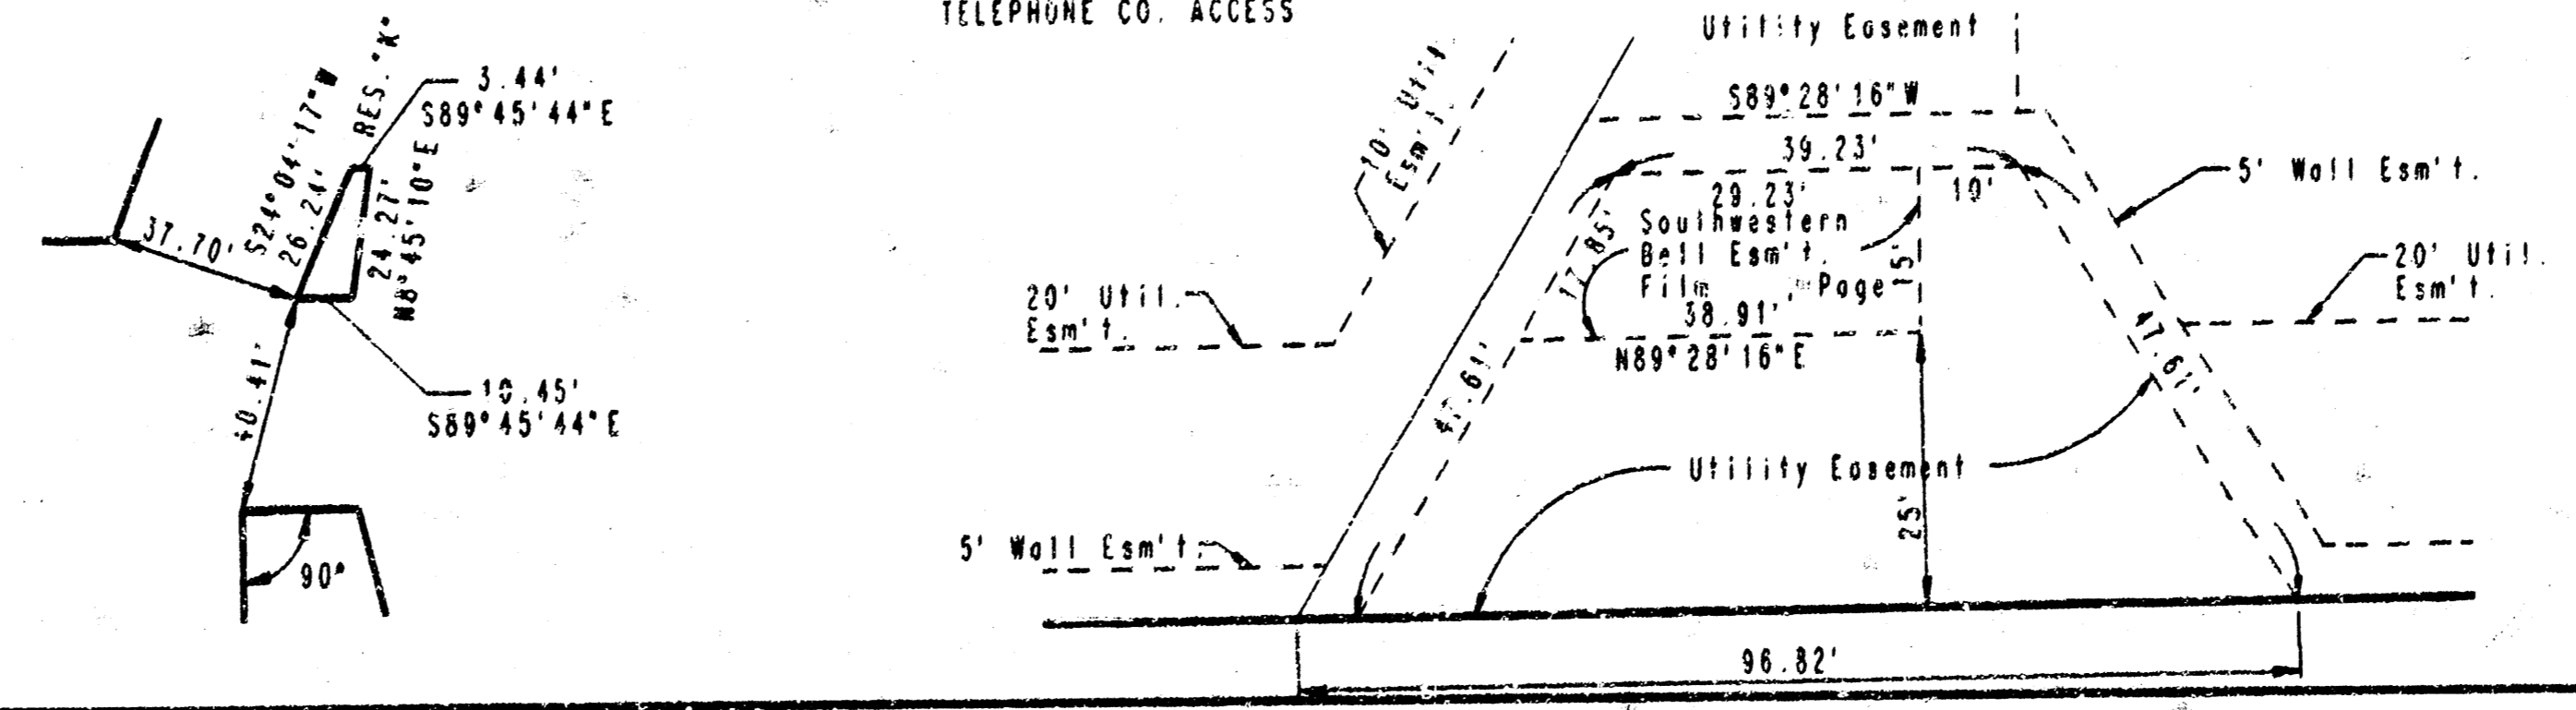 TELEPHONE CO. ACCESS
Utility Easement
RES. "K"
S24°04'17"W
26.24'
3.44'
S89°45'44"E
24.27'
N8°45'10"E
37.70'
40.41'
10.45'
S89°45'44"E
90°
10' Util
Esm't.
S89°28'16"W
39.23'
29.23'
10'
5' Wall Esm't.
17.85'
Southwestern
Bell Esm't.
Film Page
15'
38.91'
N89°28'16"E
20' Util.
Esm't.
20' Util.
Esm't.
47.61'
47.61'
Utility Easement
25'
5' Wall Esm't.
96.82'